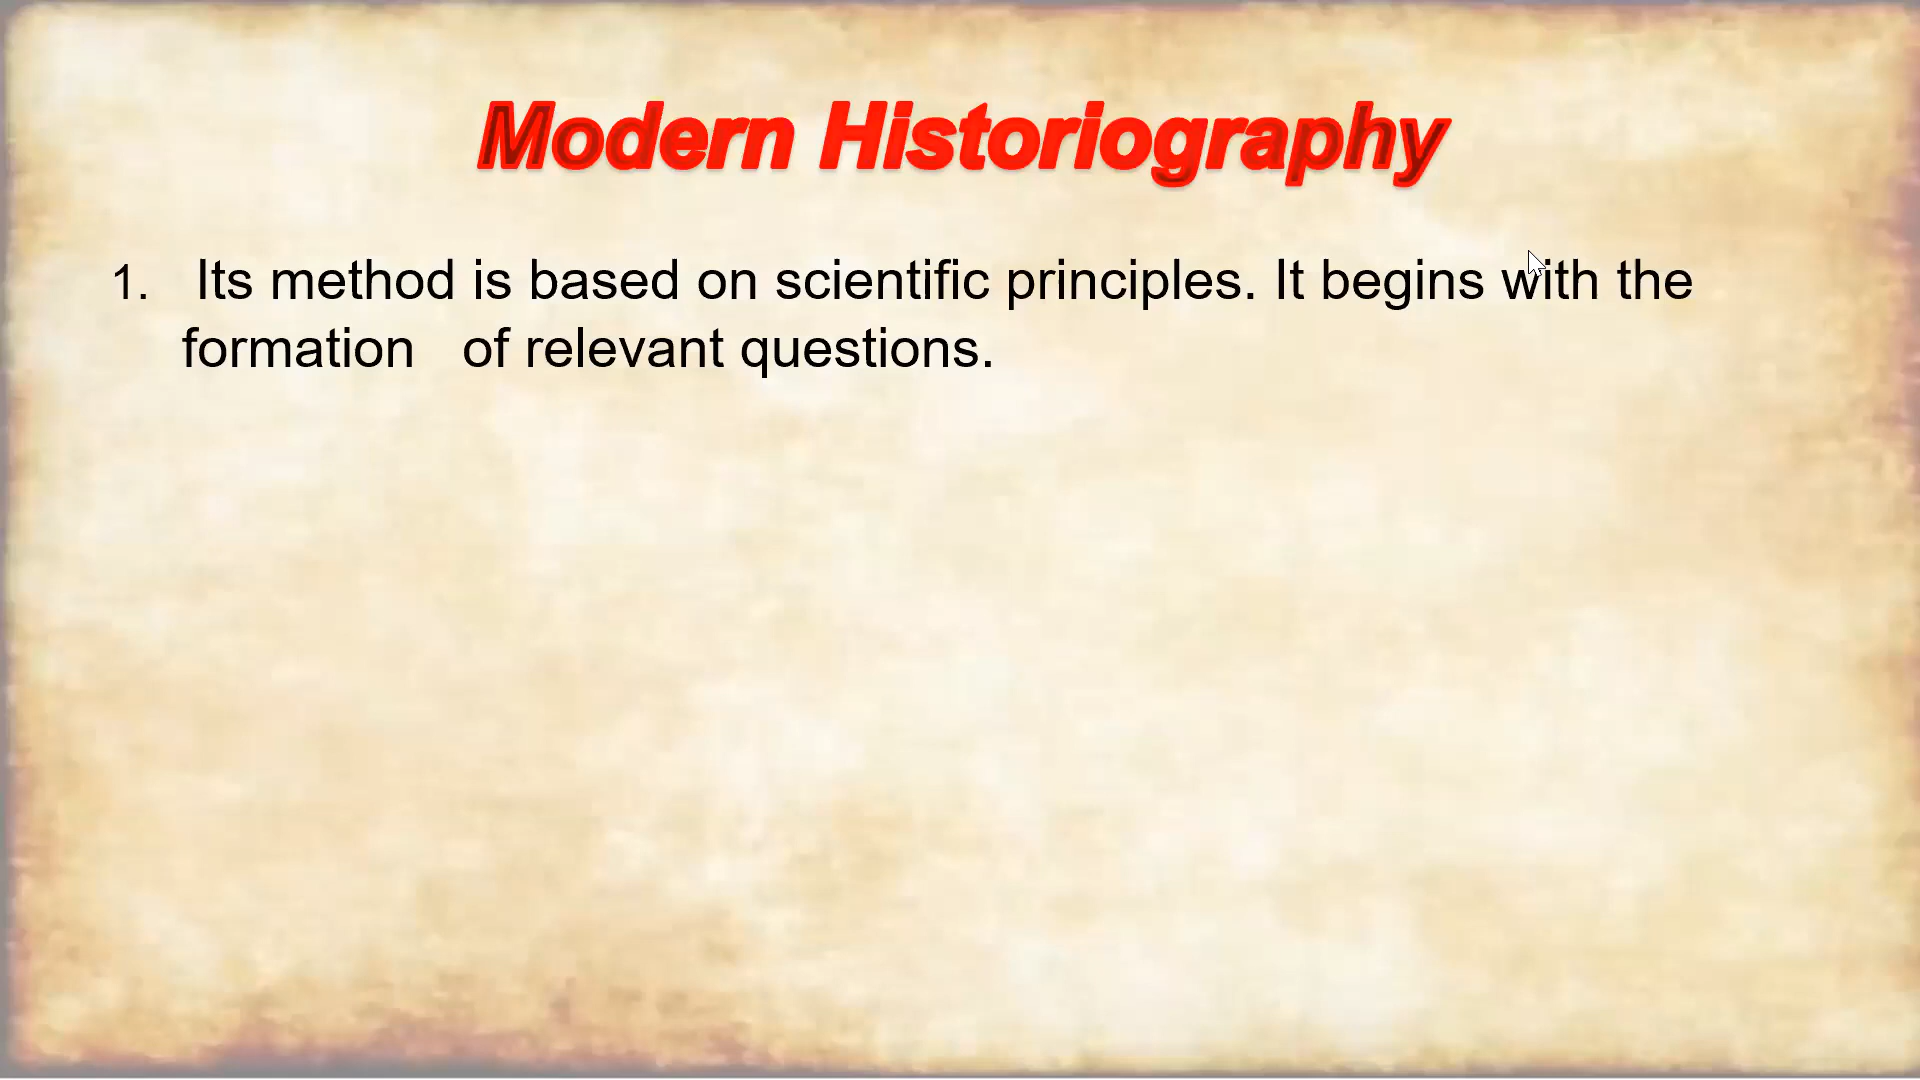 Modern Historiography
1. Its method is based on scientific principles. It begins with the
formation of relevant questions.